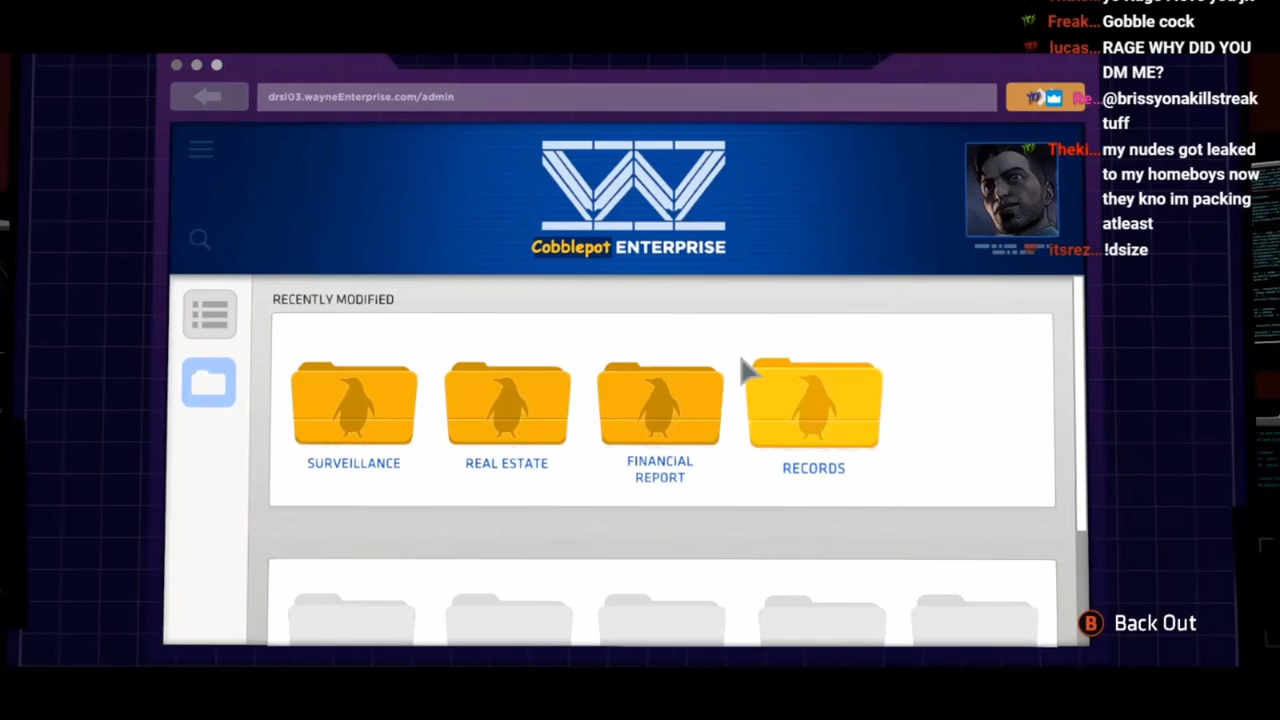 Freak... Gobble cock
lucas... RAGE WHY DID YOU
DM ME?
Re... @brissyonakillstreak
tuff
Theki... my nudes got leaked
to my homeboys now
they kno im packing
atleast
itsrez... !dsize
drsl03.wayneEnterprise.com/admin
Cobblepot ENTERPRISE
RECENTLY MODIFIED
SURVEILLANCE
REAL ESTATE
FINANCIAL
REPORT
RECORDS
B Back Out